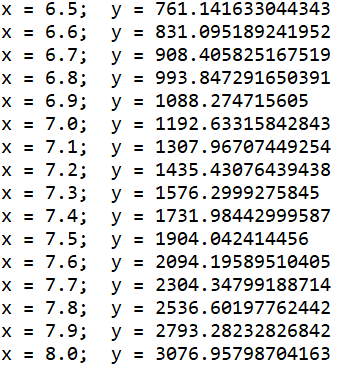 x = 6.5;  y = 761.141633044343
x = 6.6;  y = 831.095189241952
x = 6.7;  y = 908.405825167519
x = 6.8;  y = 993.847291650391
x = 6.9;  y = 1088.274715605
x = 7.0;  y = 1192.63315842843
x = 7.1;  y = 1307.96707449254
x = 7.2;  y = 1435.43076439438
x = 7.3;  y = 1576.2999275845
x = 7.4;  y = 1731.98442999587
x = 7.5;  y = 1904.042414456
x = 7.6;  y = 2094.19589510405
x = 7.7;  y = 2304.34799188714
x = 7.8;  y = 2536.60197762442
x = 7.9;  y = 2793.28232826842
x = 8.0;  y = 3076.95798704163